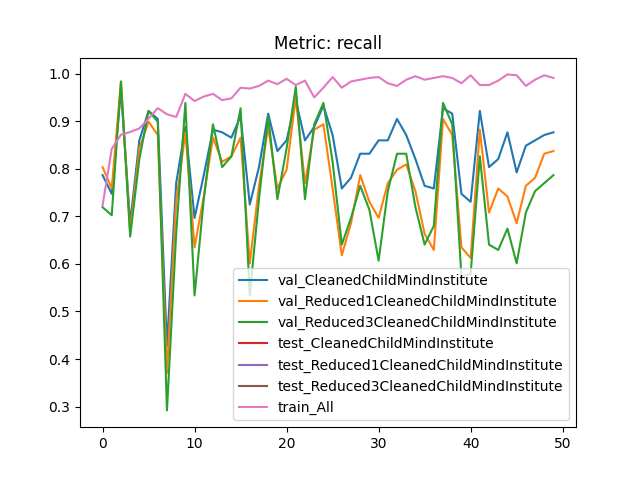 Metric: recall
1.0
0.9
0.8
0.7
0.6
0.5
0.4
0.3
0
10
20
30
40
50
val_CleanedChildMindInstitute
val_Reduced1CleanedChildMindInstitute
val_Reduced3CleanedChildMindInstitute
test_CleanedChildMindInstitute
test_Reduced1CleanedChildMindInstitute
test_Reduced3CleanedChildMindInstitute
train_All